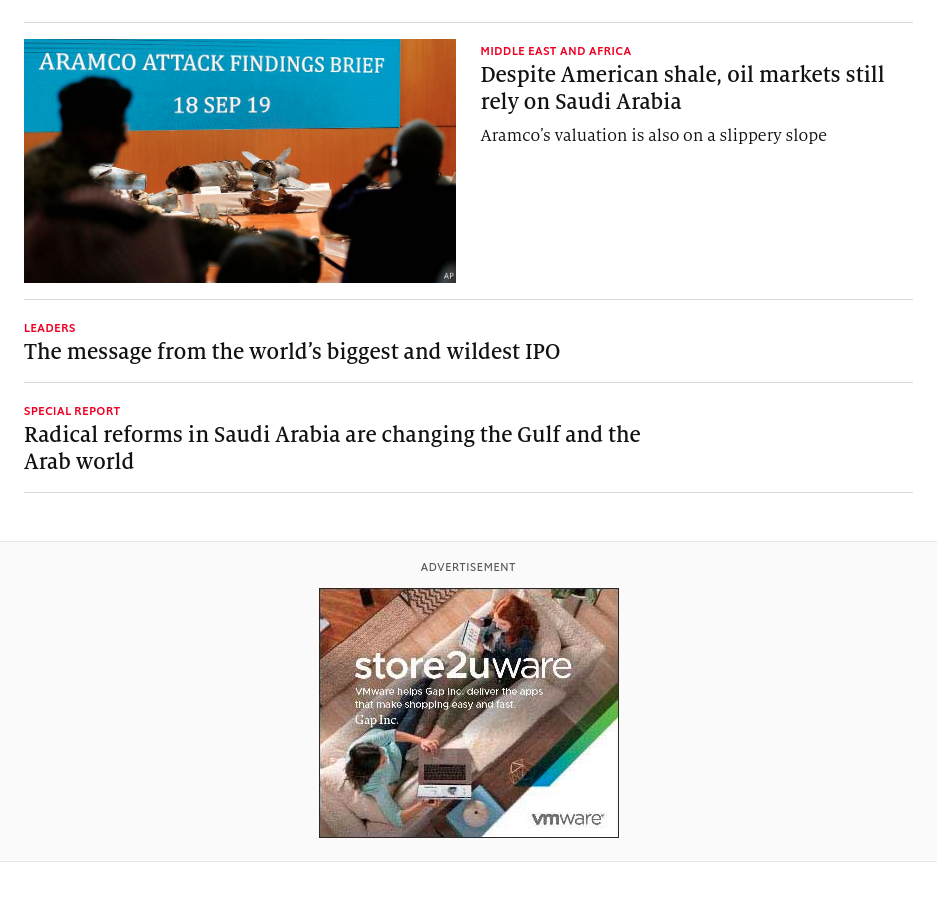 ARAMCO ATTACK FINDINGS BRIEF
18 SEP 19
AP
MIDDLE EAST AND AFRICA
Despite American shale, oil markets still
rely on Saudi Arabia
Aramco’s valuation is also on a slippery slope
LEADERS
The message from the world’s biggest and wildest IPO
SPECIAL REPORT
Radical reforms in Saudi Arabia are changing the Gulf and the
Arab world
ADVERTISEMENT
store2uware
VMware helps Gap Inc. deliver the apps
that make shopping easy and fast.
Gap Inc.
vmware®